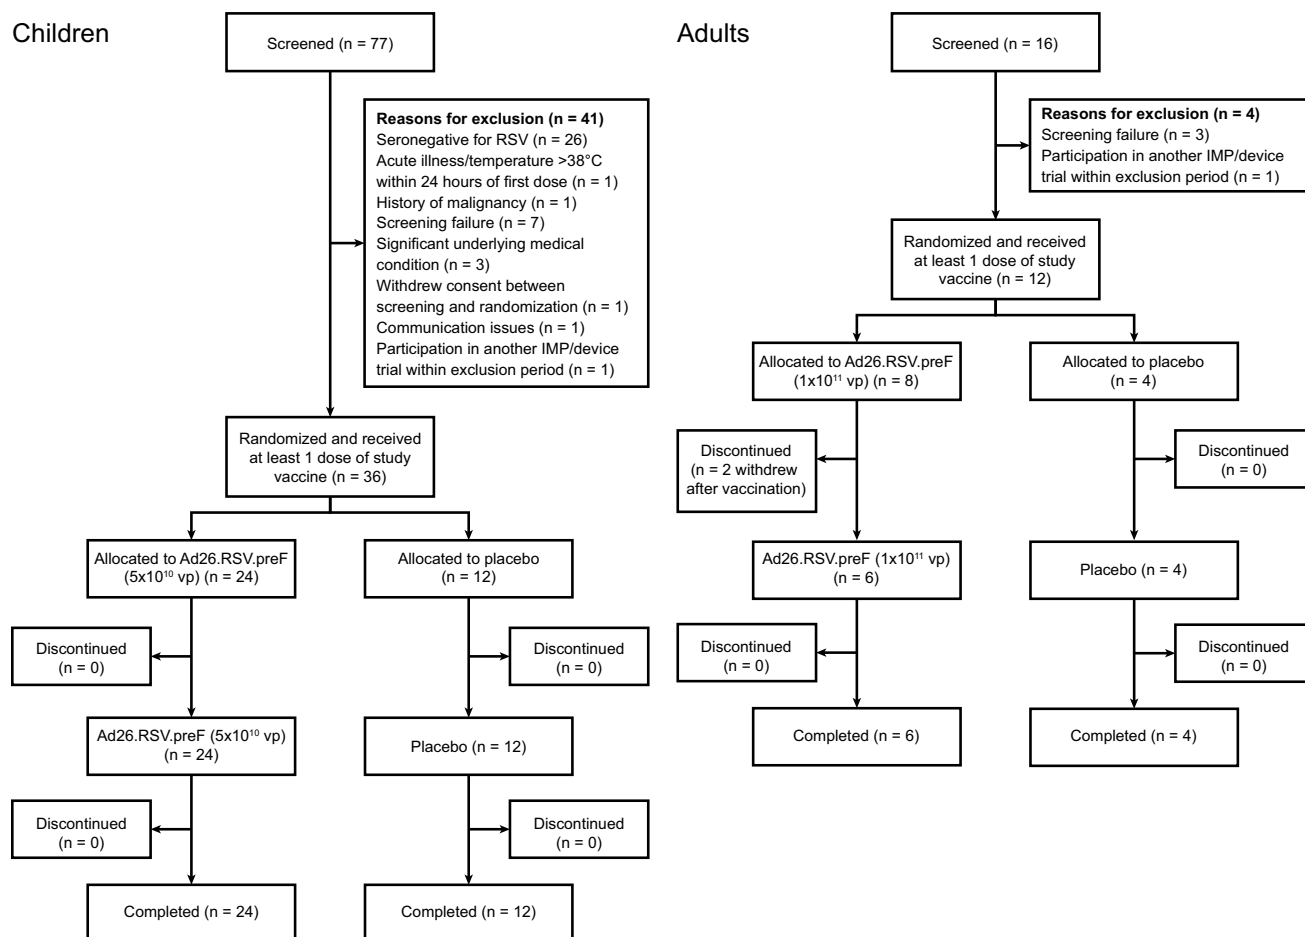 Children
Screened (n = 77)
Reasons for exclusion (n = 41)
Seronegative for RSV (n = 26)
Acute illness/temperature >38°C
within 24 hours of first dose (n = 1)
History of malignancy (n = 1)
Screening failure (n = 7)
Significant underlying medical
condition (n = 3)
Withdrew consent between
screening and randomization (n = 1)
Communication issues (n = 1)
Participation in another IMP/device
trial within exclusion period (n = 1)
Randomized and received
at least 1 dose of study
vaccine (n = 36)
Allocated to Ad26.RSV.preF
(5x10¹⁰ vp) (n = 24)
Allocated to placebo
(n = 12)
Discontinued
(n = 0)
Discontinued
(n = 0)
Ad26.RSV.preF (5x10¹⁰ vp)
(n = 24)
Placebo (n = 12)
Discontinued
(n = 0)
Discontinued
(n = 0)
Completed (n = 24)
Completed (n = 12)
Adults
Screened (n = 16)
Reasons for exclusion (n = 4)
Screening failure (n = 3)
Participation in another IMP/device
trial within exclusion period (n = 1)
Randomized and received
at least 1 dose of study
vaccine (n = 12)
Allocated to Ad26.RSV.preF
(1x10¹¹ vp) (n = 8)
Allocated to placebo
(n = 4)
Discontinued
(n = 2 withdrew
after vaccination)
Discontinued
(n = 0)
Ad26.RSV.preF (1x10¹¹ vp)
(n = 6)
Placebo (n = 4)
Discontinued
(n = 0)
Discontinued
(n = 0)
Completed (n = 6)
Completed (n = 4)